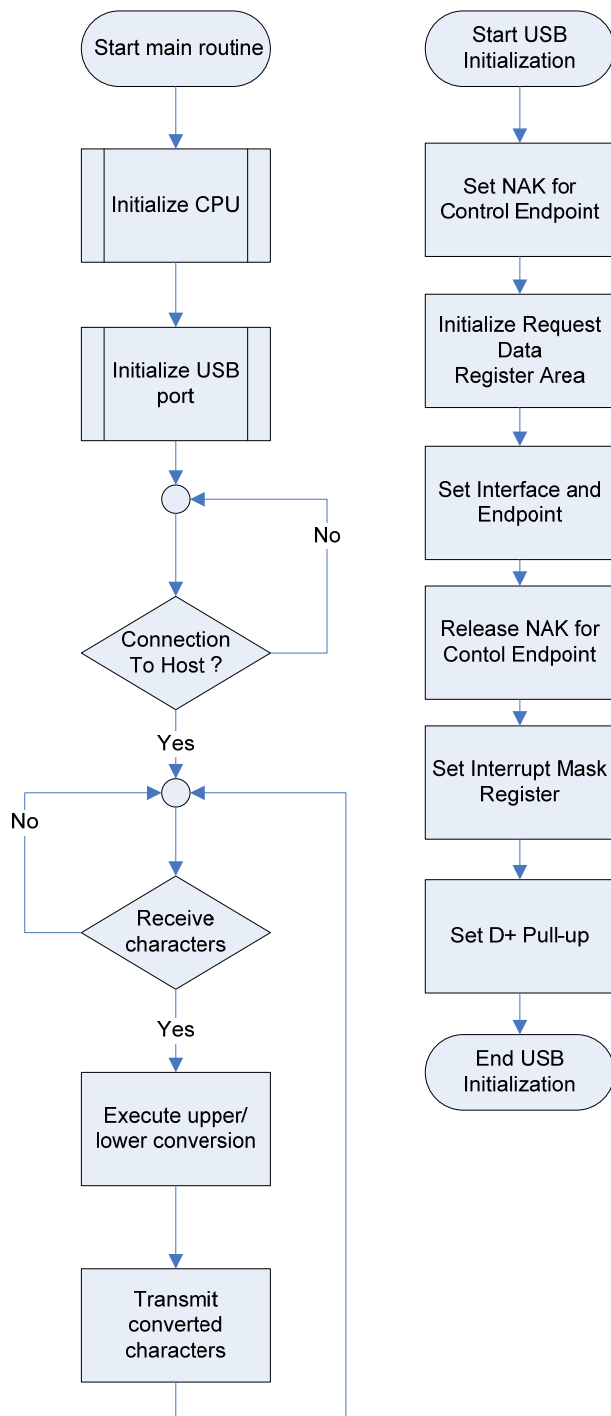 Start main routine
Initialize CPU
Initialize USB
port
No
Connection
To Host ?
Yes
No
Receive
characters
Yes
Execute upper/
lower conversion
Transmit
converted
characters
Start USB
Initialization
Set NAK for
Control Endpoint
Initialize Request
Data
Register Area
Set Interface and
Endpoint
Release NAK for
Contol Endpoint
Set Interrupt Mask
Register
Set D+ Pull-up
End USB
Initialization